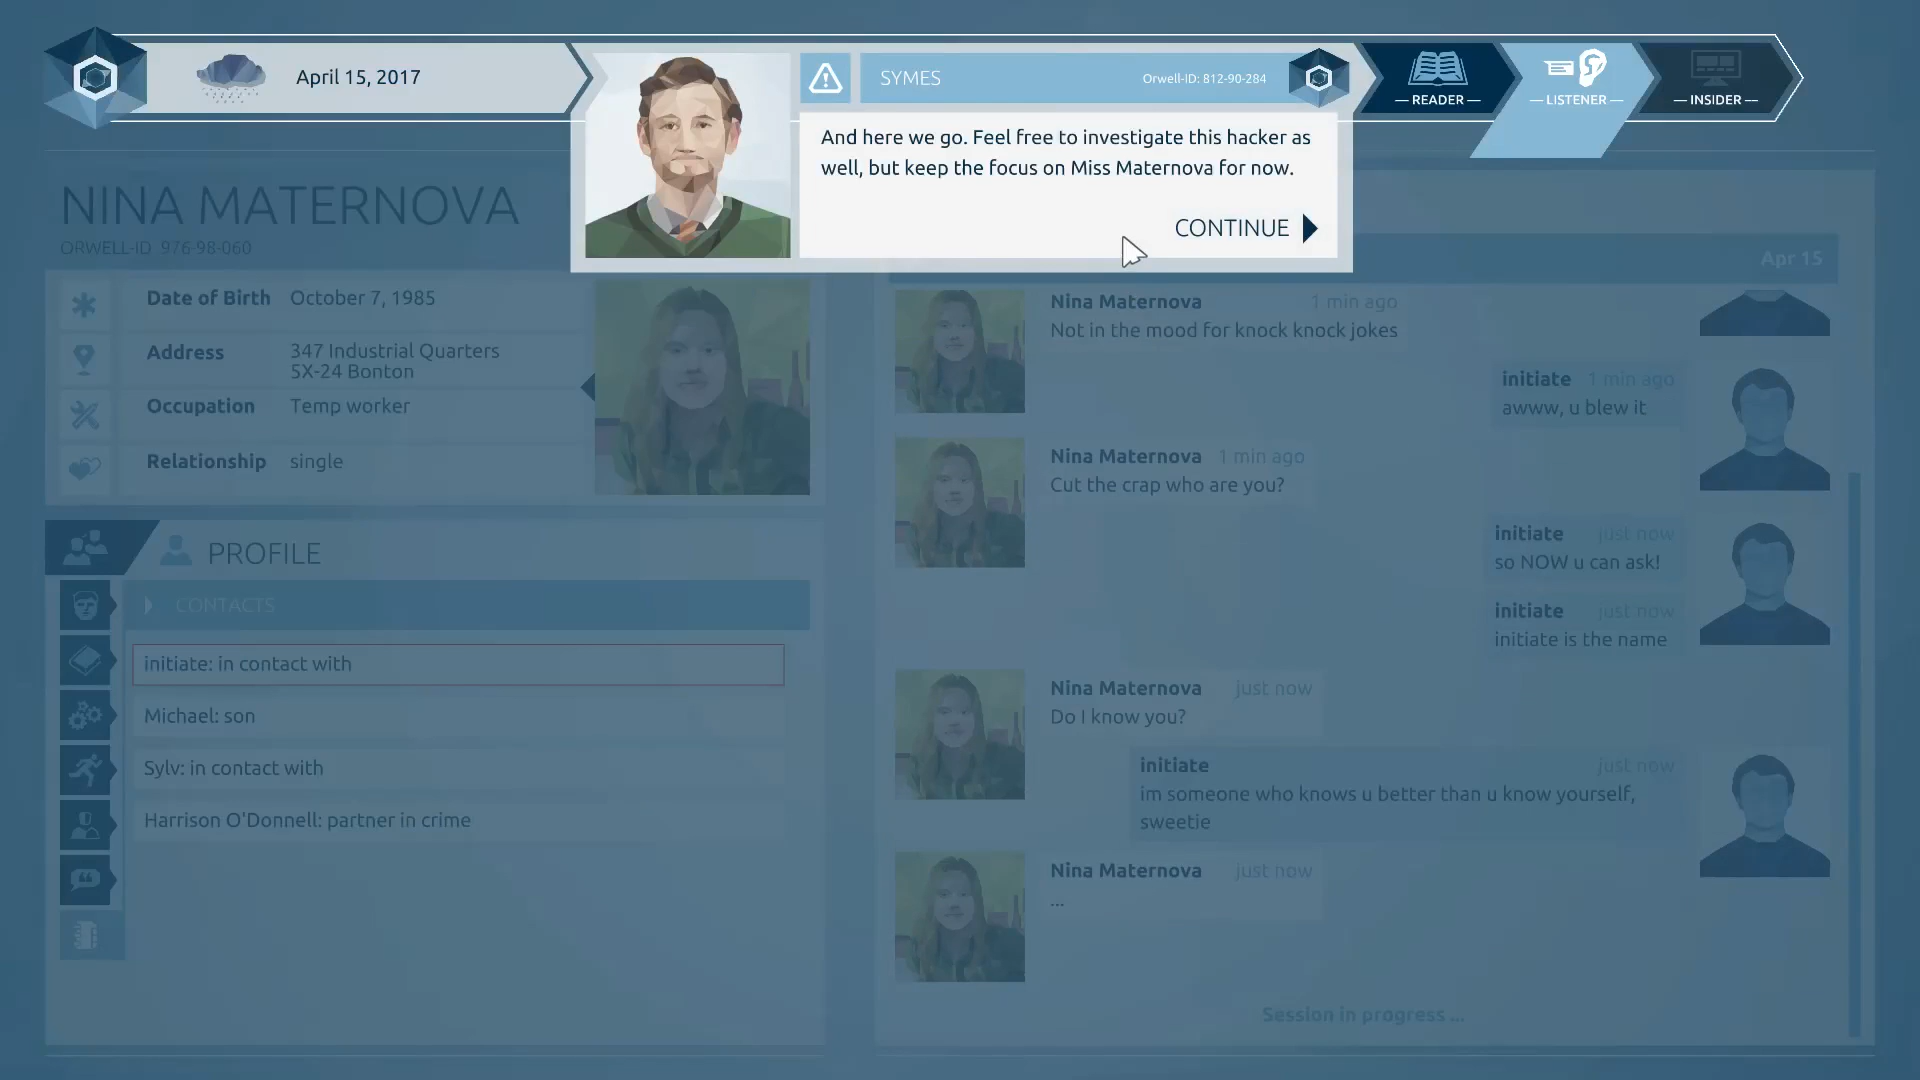 April 15, 2017
SYMES
Orwell-ID: 812-90-284
And here we go. Feel free to investigate this hacker as
well, but keep the focus on Miss Maternova for now.
CONTINUE
READER
LISTENER
INSIDER
NINA MATERNOVA
ORWELL-ID 976-98-060
Date of Birth October 7, 1985
Address 347 Industrial Quarters
5X-24 Bonton
Occupation Temp worker
Relationship single
PROFILE
CONTACTS
initiate: in contact with
Michael: son
Sylv: in contact with
Harrison O'Donnell: partner in crime
Apr 15
Nina Maternova 1 min ago
Not in the mood for knock knock jokes
initiate 1 min ago
awww, u blew it
Nina Maternova 1 min ago
Cut the crap who are you?
initiate just now
so NOW u can ask!
initiate just now
initiate is the name
Nina Maternova just now
Do I know you?
initiate just now
im someone who knows u better than u know yourself,
sweetie
Nina Maternova just now
...
Session in progress ...